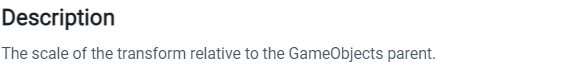 Description
The scale of the transform relative to the GameObjects parent.